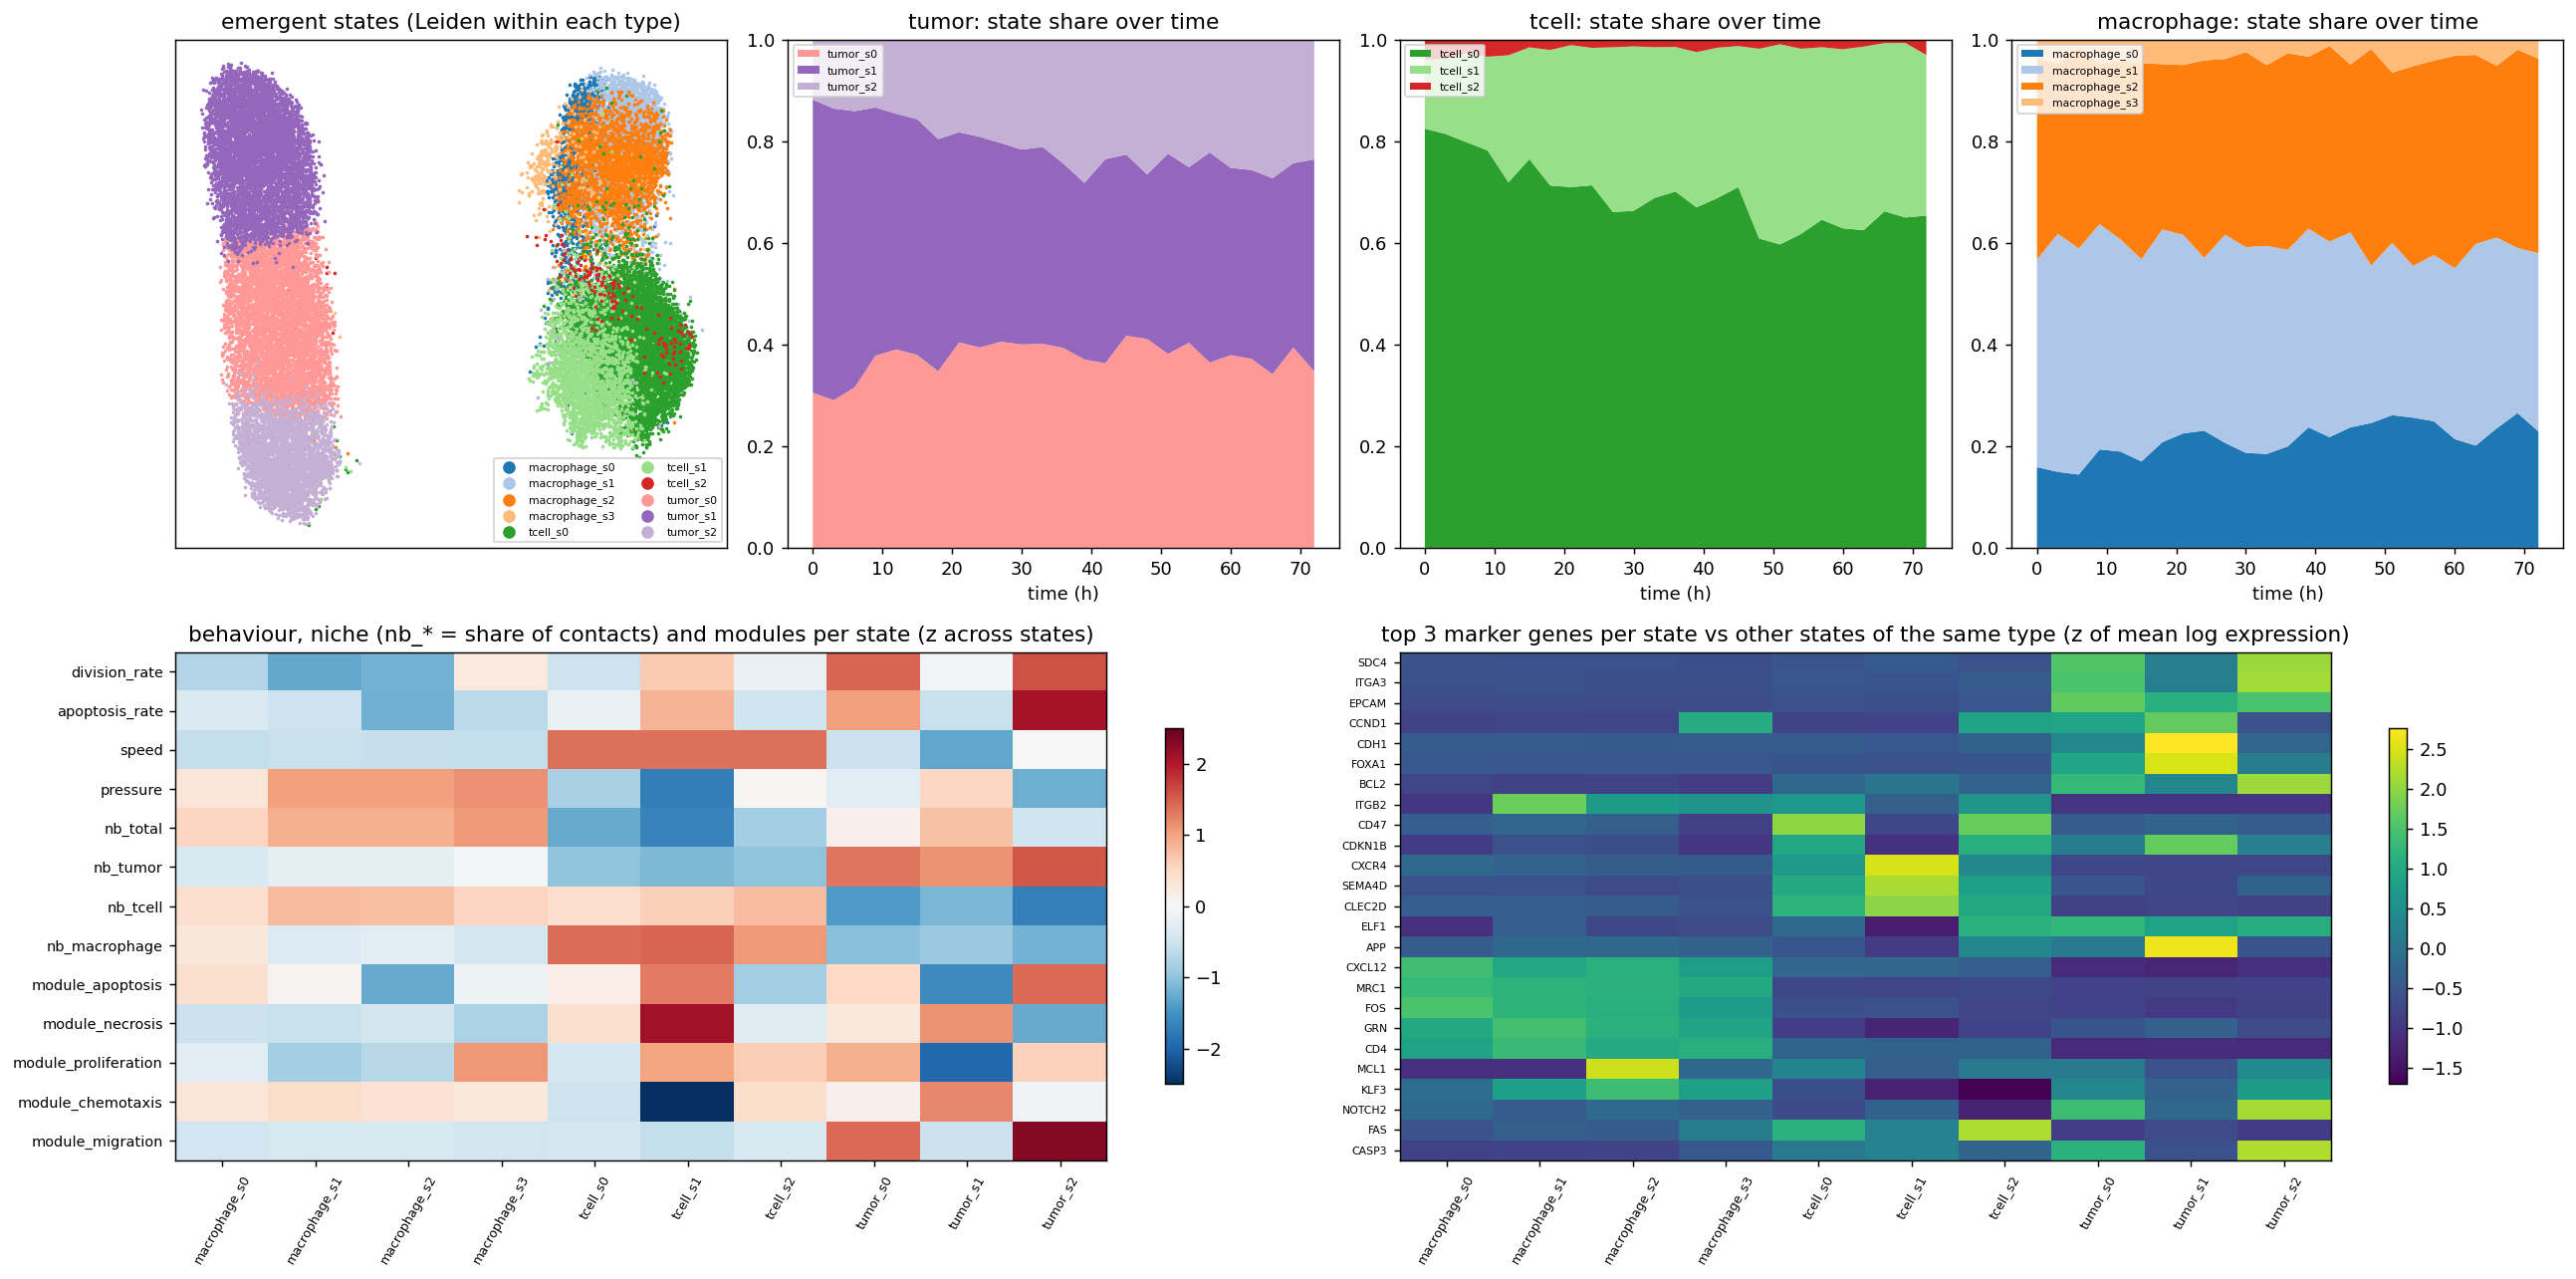 emergent states (Leiden within each type)
macrophage_s0
macrophage_s1
macrophage_s2
macrophage_s3
tcell_s0
tcell_s1
tcell_s2
tumor_s0
tumor_s1
tumor_s2
tumor: state share over time
tumor_s0
tumor_s1
tumor_s2
1.0
0.8
0.6
0.4
0.2
0.0
0 10 20 30 40 50 60 70
time (h)
tcell: state share over time
tcell_s0
tcell_s1
tcell_s2
1.0
0.8
0.6
0.4
0.2
0.0
0 10 20 30 40 50 60 70
time (h)
macrophage: state share over time
macrophage_s0
macrophage_s1
macrophage_s2
macrophage_s3
1.0
0.8
0.6
0.4
0.2
0.0
0 10 20 30 40 50 60 70
time (h)
behaviour, niche (nb_* = share of contacts) and modules per state (z across states)
division_rate
apoptosis_rate
speed
pressure
nb_total
nb_tumor
nb_tcell
nb_macrophage
module_apoptosis
module_necrosis
module_proliferation
module_chemotaxis
module_migration
macrophage_s0
macrophage_s1
macrophage_s2
macrophage_s3
tcell_s0
tcell_s1
tcell_s2
tumor_s0
tumor_s1
tumor_s2
2
1
0
−1
−2
top 3 marker genes per state vs other states of the same type (z of mean log expression)
SDC4
ITGA3
EPCAM
CCND1
CDH1
FOXA1
BCL2
ITGB2
CD47
CDKN1B
CXCR4
SEMA4D
CLEC2D
ELF1
APP
CXCL12
MRC1
FOS
GRN
CD4
MCL1
KLF3
NOTCH2
FAS
CASP3
macrophage_s0
macrophage_s1
macrophage_s2
macrophage_s3
tcell_s0
tcell_s1
tcell_s2
tumor_s0
tumor_s1
tumor_s2
2.5
2.0
1.5
1.0
0.5
0.0
−0.5
−1.0
−1.5